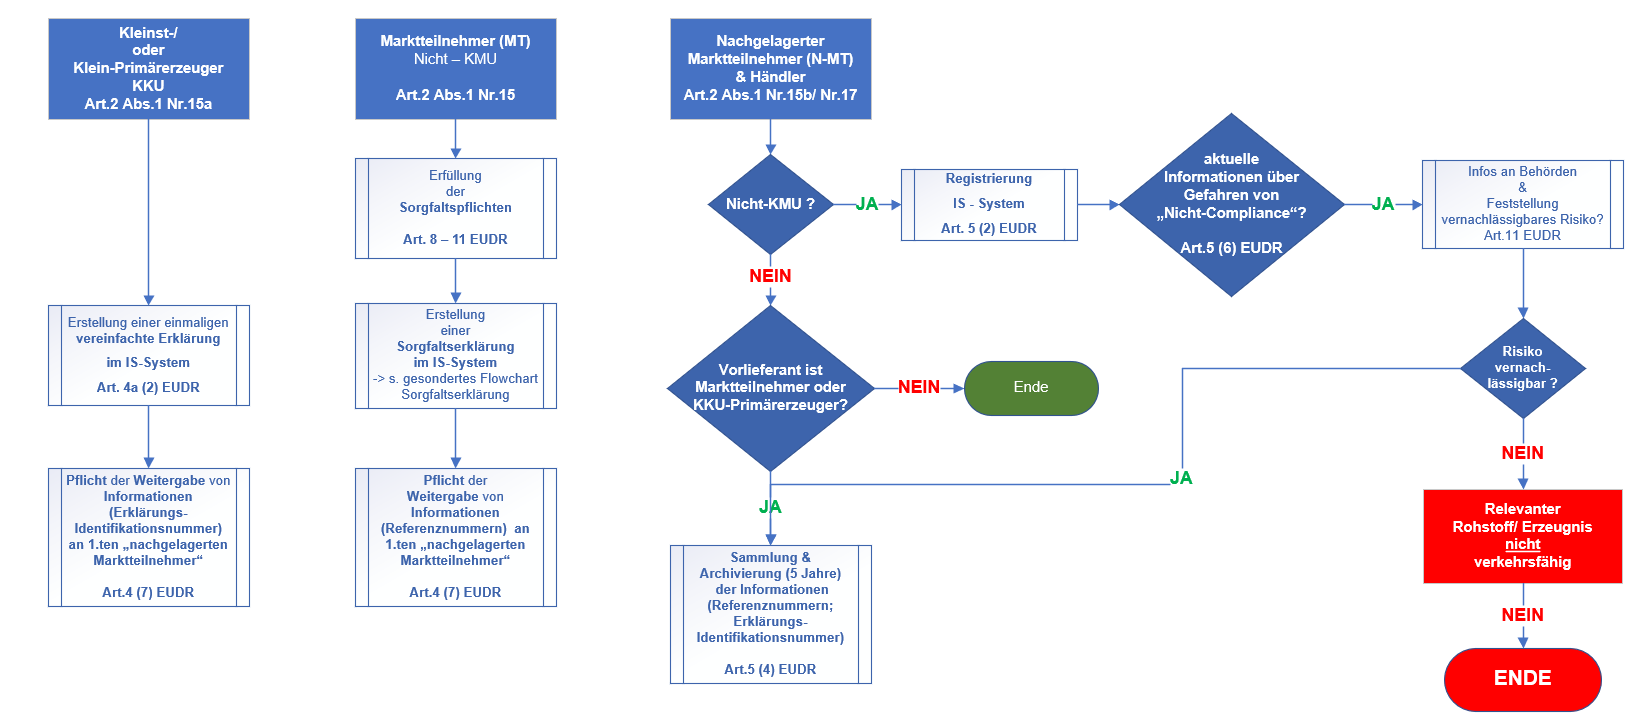 Kleinst-/
oder
Klein-Primärerzeuger
KKU
Art.2 Abs.1 Nr.15a
Erstellung einer einmaligen
vereinfachte Erklärung
im IS-System
Art. 4a (2) EUDR
Pflicht der Weitergabe von
Informationen
(Erklärungs-
Identifikationsnummer)
an 1.ten „nachgelagerten
Marktteilnehmer“
Art.4 (7) EUDR
Marktteilnehmer (MT)
Nicht – KMU
Art.2 Abs.1 Nr.15
Erfüllung
der
Sorgfaltspflichten
Art. 8 – 11 EUDR
Erstellung
einer
Sorgfaltserklärung
im IS-System
-> s. gesondertes Flowchart
Sorgfaltserklärung
Pflicht der
Weitergabe von
Informationen
(Referenznummern) an
1.ten „nachgelagerten
Marktteilnehmer“
Art.4 (7) EUDR
Nachgelagerter
Marktteilnehmer (N-MT)
& Händler
Art.2 Abs.1 Nr.15b/ Nr.17
Nicht-KMU ?
JA
Registrierung
IS - System
Art. 5 (2) EUDR
aktuelle
Informationen über
Gefahren von
„Nicht-Compliance“?
Art.5 (6) EUDR
JA
Infos an Behörden
&
Feststellung
vernachlässigbares Risiko?
Art.11 EUDR
NEIN
Vorlieferant ist
Marktteilnehmer oder
KKU-Primärerzeuger?
NEIN
Ende
Risiko
vernach-
lässigbar ?
JA
JA
Sammlung &
Archivierung (5 Jahre)
der Informationen
(Referenznummern;
Erklärungs-
Identifikationsnummer)
Art.5 (4) EUDR
NEIN
Relevanter
Rohstoff/ Erzeugnis
nicht
verkehrsfähig
NEIN
ENDE